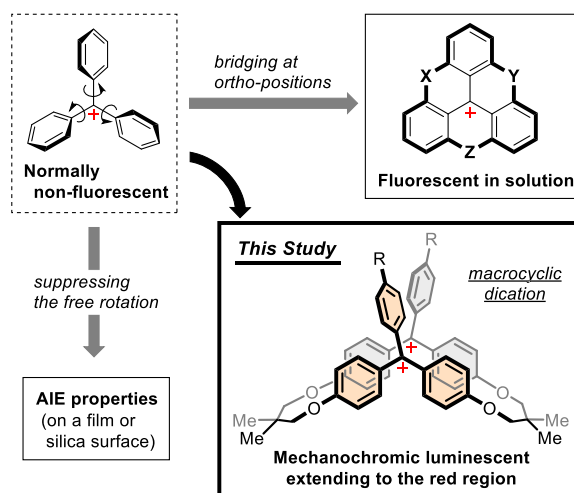 bridging at
ortho-positions
X
Y
+
+
Z
Normally
non-fluorescent
Fluorescent in solution
This Study
R
R
macrocyclic
dication
suppressing
the free rotation
+
+
O
O
O
O
Me
Me
Me
Me
AIE properties
(on a film or
silica surface)
Mechanochromic luminescent
extending to the red region